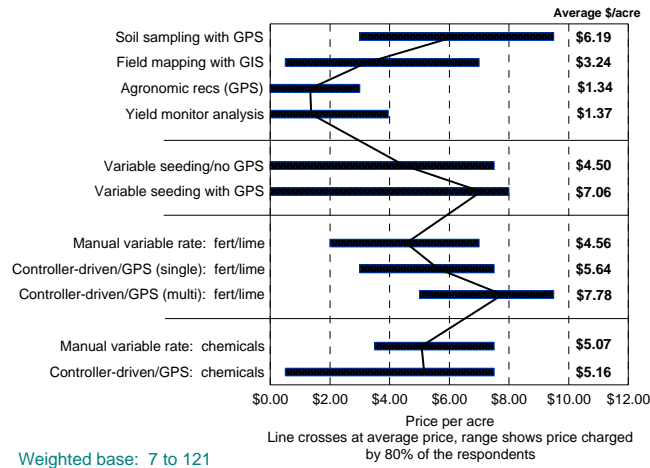 Average $/acre
Soil sampling with GPS $6.19
Field mapping with GIS $3.24
Agronomic recs (GPS) $1.34
Yield monitor analysis $1.37
Variable seeding/no GPS $4.50
Variable seeding with GPS $7.06
Manual variable rate: fert/lime $4.56
Controller-driven/GPS (single): fert/lime $5.64
Controller-driven/GPS (multi): fert/lime $7.78
Manual variable rate: chemicals $5.07
Controller-driven/GPS: chemicals $5.16
$0.00 $2.00 $4.00 $6.00 $8.00 $10.00 $12.00
Price per acre
Line crosses at average price, range shows price charged
by 80% of the respondents
Weighted base: 7 to 121